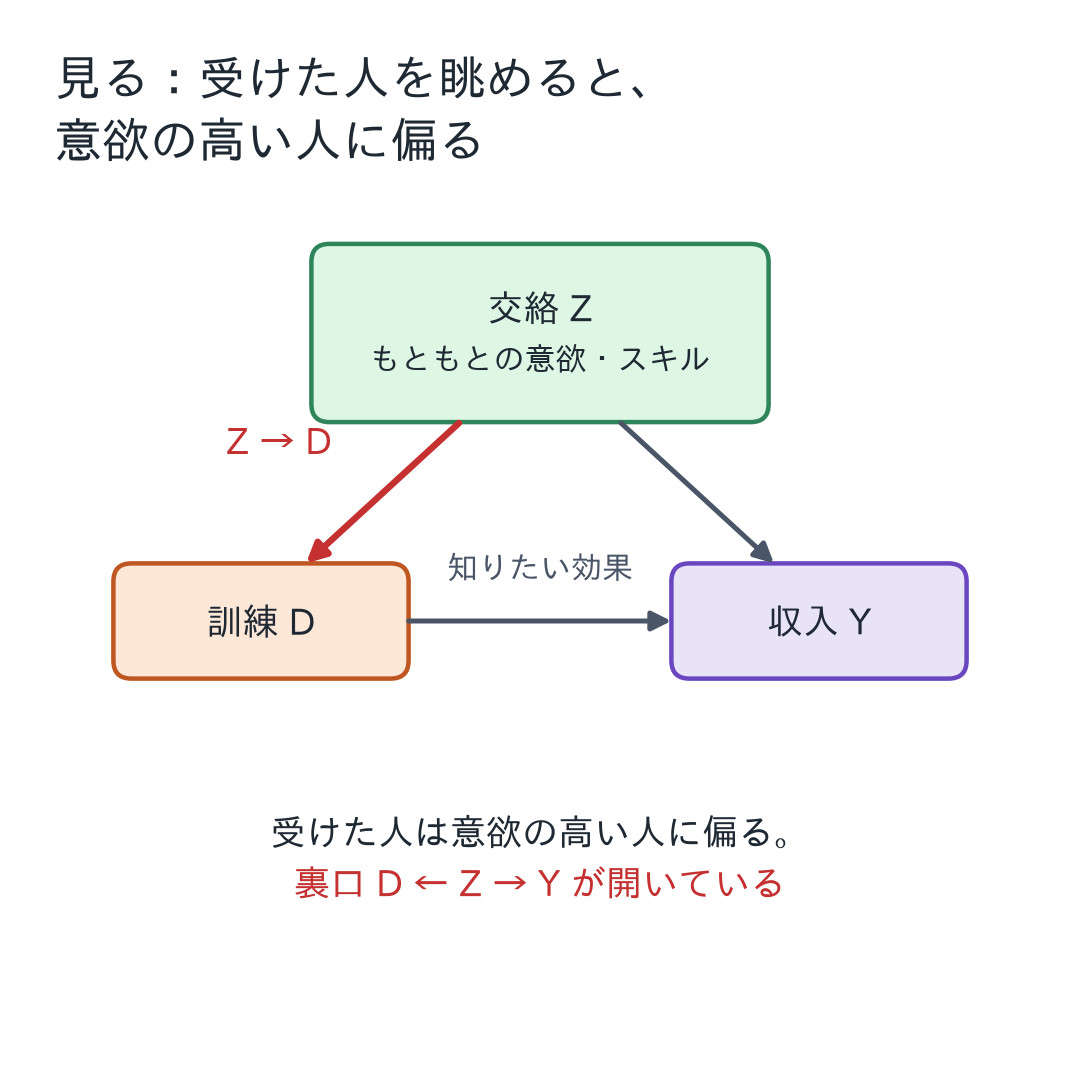 見る：受けた人を眺めると、
意欲の高い人に偏る
交絡 Z
もともとの意欲・スキル
Z → D
知りたい効果
訓練 D
収入 Y
受けた人は意欲の高い人に偏る。
裏口 D ← Z → Y が開いている